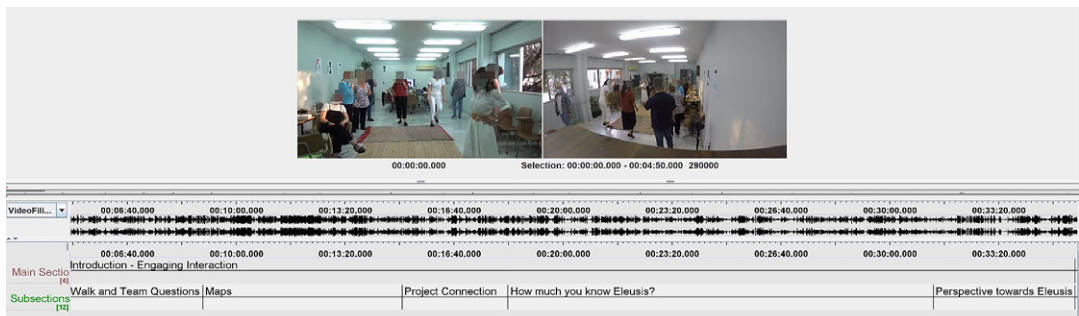 00:00:00.000 Selection: 00:00:00.000 - 00:04:50.000 290000
VideoFili...
00:06:40.000 00:10:00.000 00:13:20.000 00:16:40.000 00:20:00.000 00:23:20.000 00:26:40.000 00:30:00.000 00:33:20.000
00:06:40.000 00:10:00.000 00:13:20.000 00:16:40.000 00:20:00.000 00:23:20.000 00:26:40.000 00:30:00.000 00:33:20.000
Main Sectio Introduction - Engaging Interaction
[4]
Subsections Walk and Team Questions Maps Project Connection How much you know Eleusis? Perspective towards Eleusis
[12]